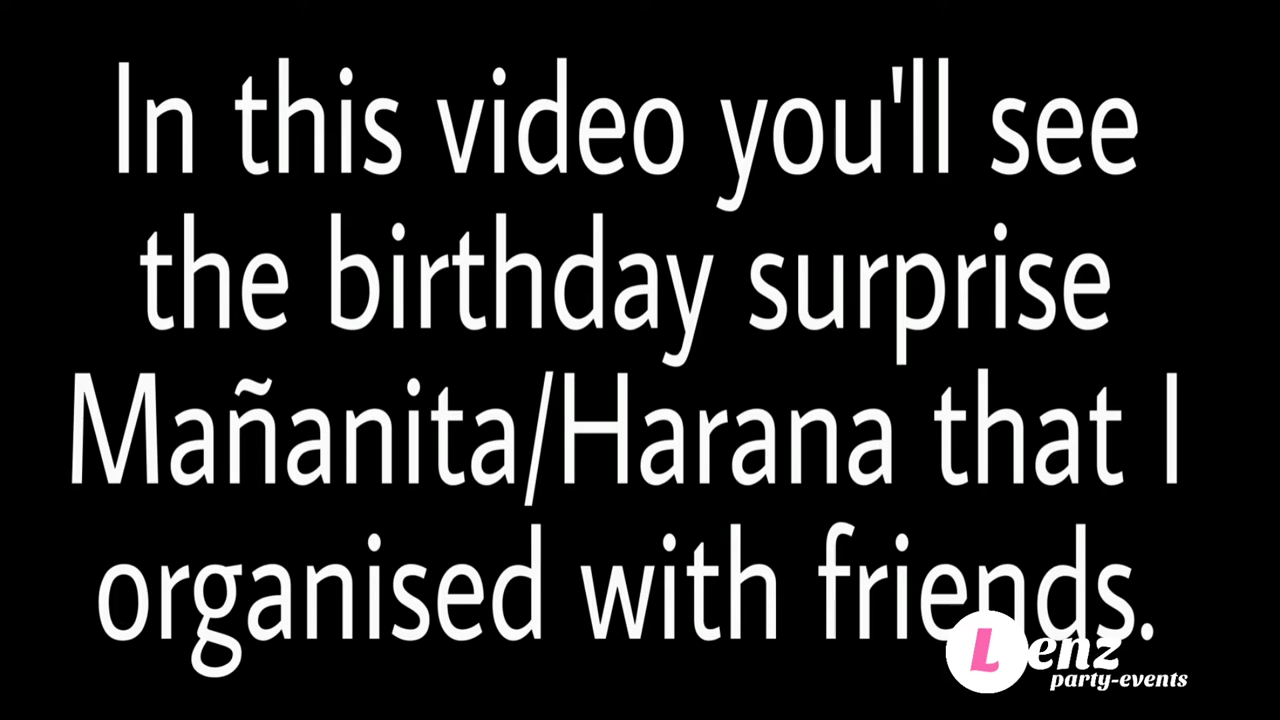 In this video you'll see
the birthday surprise
Mañanita/Harana that I
organised with friends.
Lenz
party-events